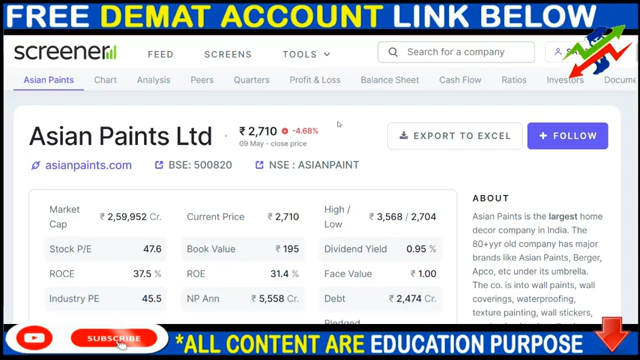 FREE DEMAT ACCOUNT LINK BELOW
screener
FEED SCREENS TOOLS
Search for a company
Asian Paints Chart Analysis Peers Quarters Profit & Loss Balance Sheet Cash Flow Ratios Investors
Asian Paints Ltd
₹ 2,710 -4.68%
09 May - close price
EXPORT TO EXCEL
+ FOLLOW
asianpaints.com BSE: 500820 NSE : ASIANPAINT
Market Cap ₹ 2,59,952 Cr.
Current Price ₹ 2,710
High / Low ₹ 3,568 / 2,704
Stock P/E 47.6
Book Value ₹ 195
Dividend Yield 0.95 %
ROCE 37.5 %
ROE 31.4 %
Face Value ₹ 1.00
Industry PE 45.5
NP Ann ₹ 5,558 Cr.
Debt ₹ 2,474 Cr.
Pledged
ABOUT
Asian Paints is the largest home
decor company in India. The
80+yyr old company has major
brands like Asian Paints, Berger,
Apco, etc under its umbrella.
The co. is into wall paints, wall
coverings, waterproofing,
texture painting, wall stickers,
SUBSCRIBE
*ALL CONTENT ARE EDUCATION PURPOSE